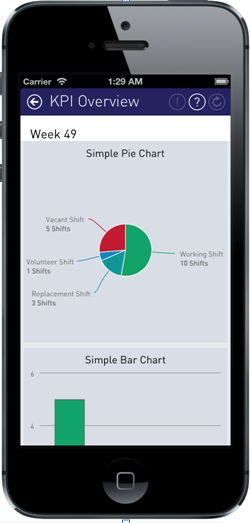 Carrier 1:29 AM
KPI Overview ! ?
Week 49
Simple Pie Chart
Vacant Shift
5 Shifts
Working Shift
10 Shifts
Volunteer Shift
1 Shifts
Replacement Shift
3 Shifts
Simple Bar Chart
6
4